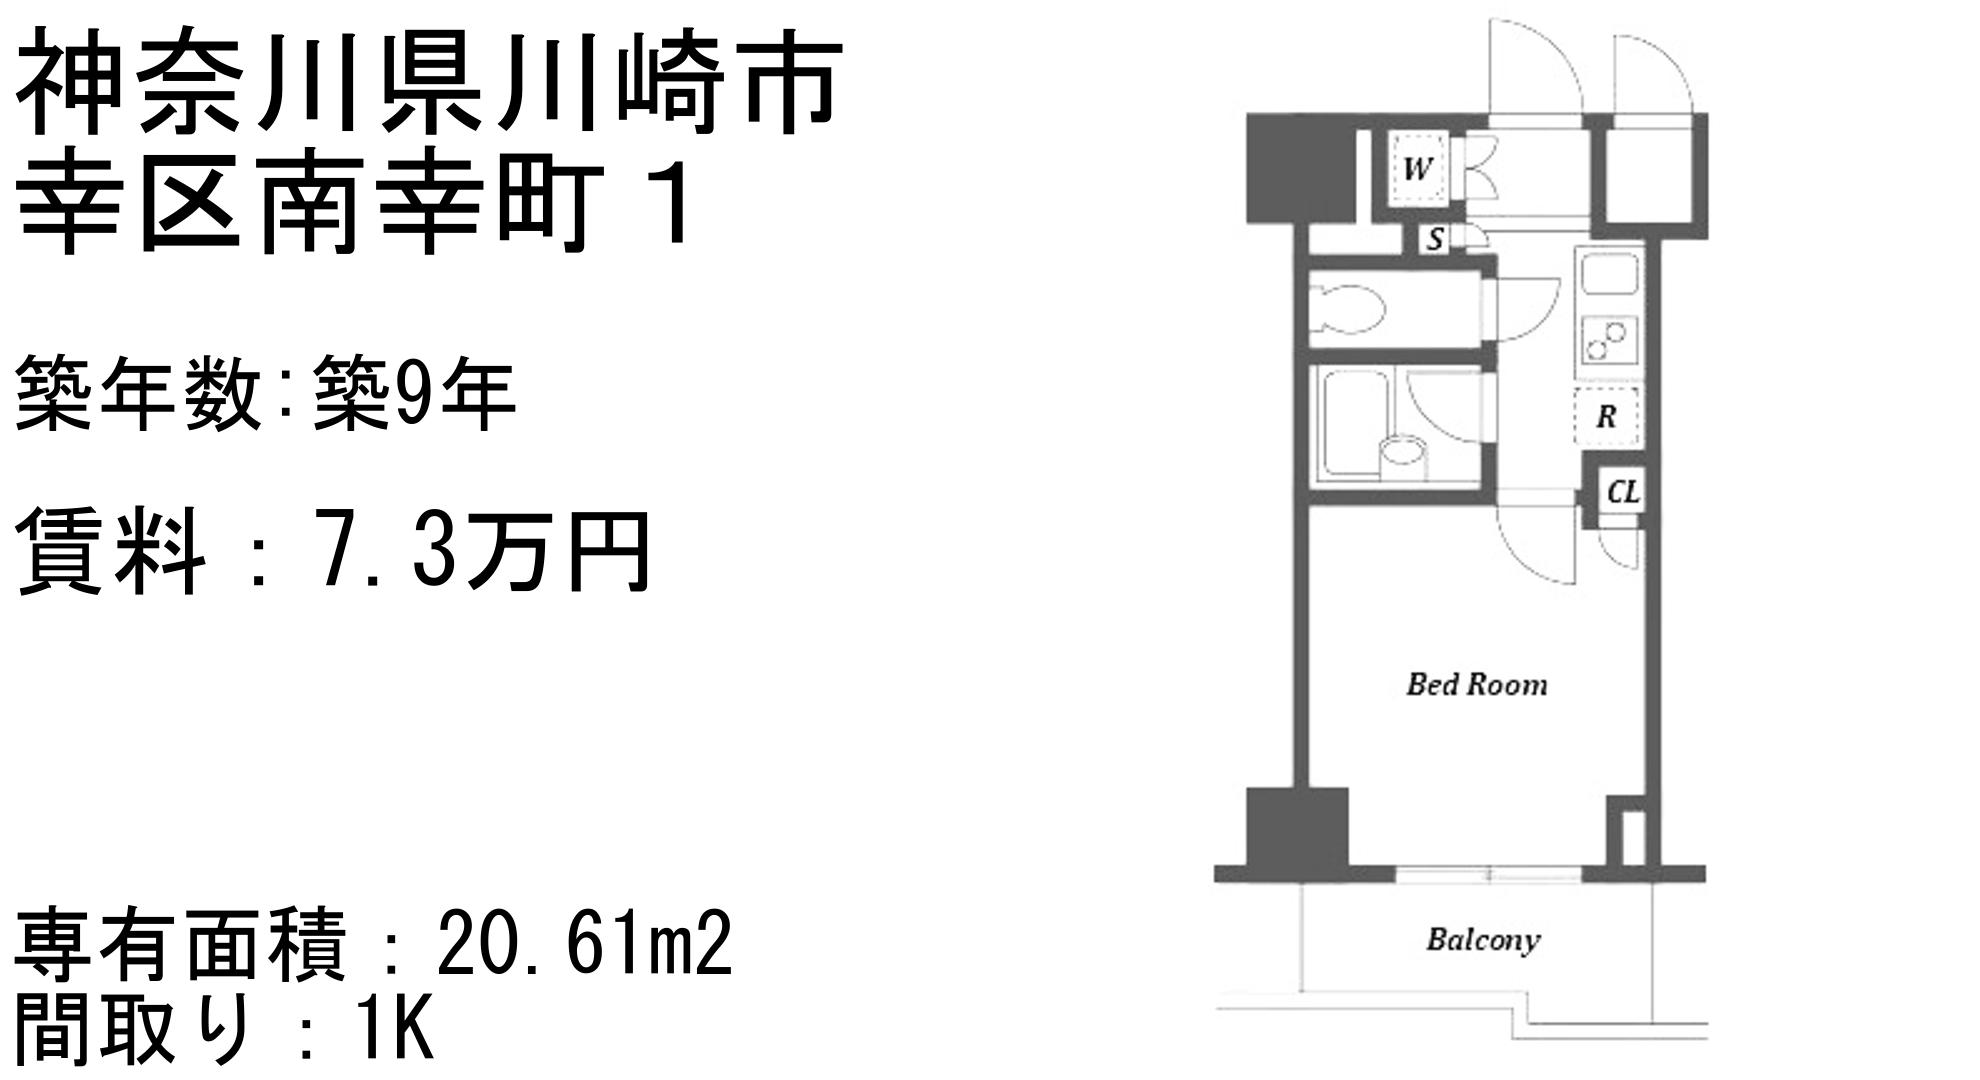 神奈川県川崎市
幸区南幸町１
築年数:築9年
賃料：7.3万円
専有面積：20.61m2
間取り：1K
W
S
R
CL
Bed Room
Balcony